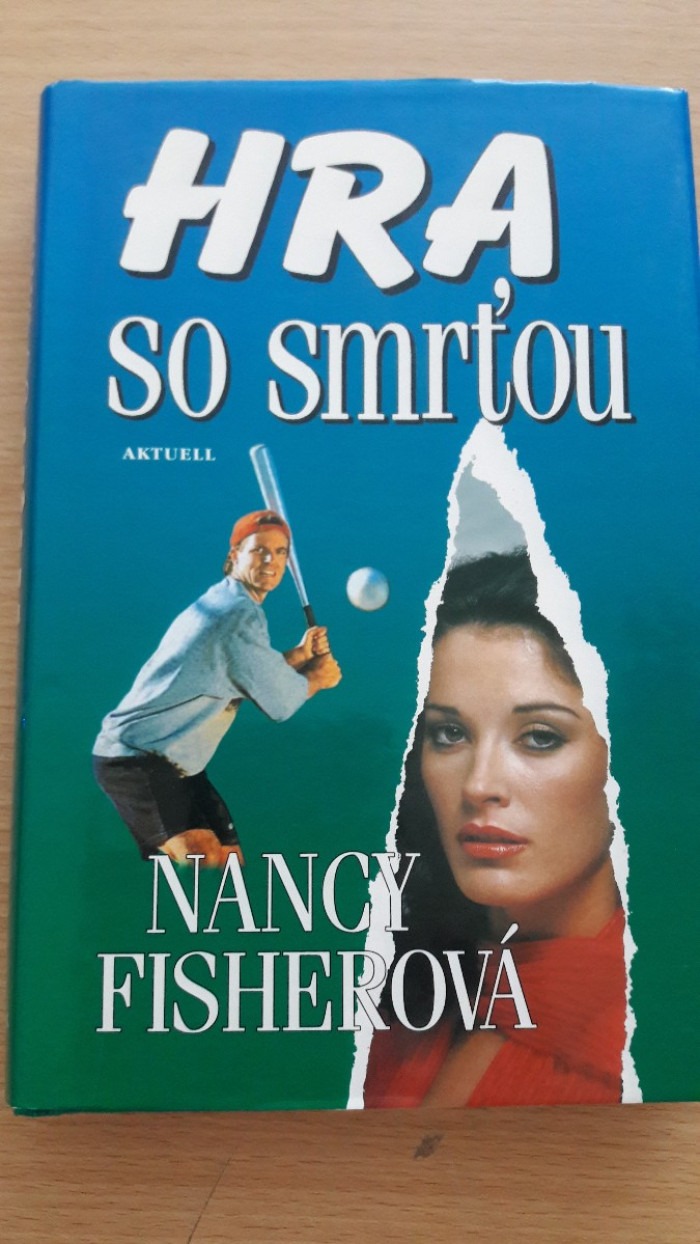 HRA
so smrťou
AKTUELL
NANCY
FISHEROVÁ